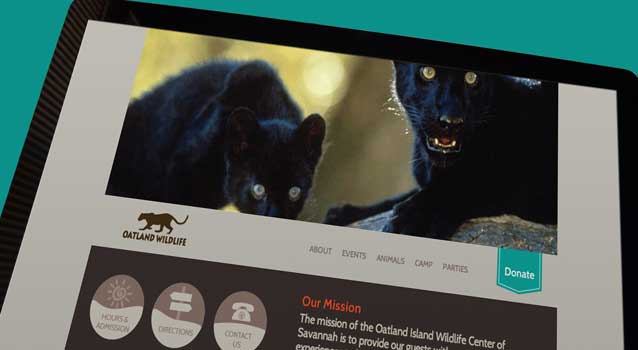 OATLAND WILDLIFE
ABOUT EVENTS ANIMALS CAMP PARTIES
Donate
HOURS &
ADMISSION
DIRECTIONS
CONTACT
US
Our Mission
The mission of the Oatland Island Wildlife Center of
Savannah is to provide our guests with